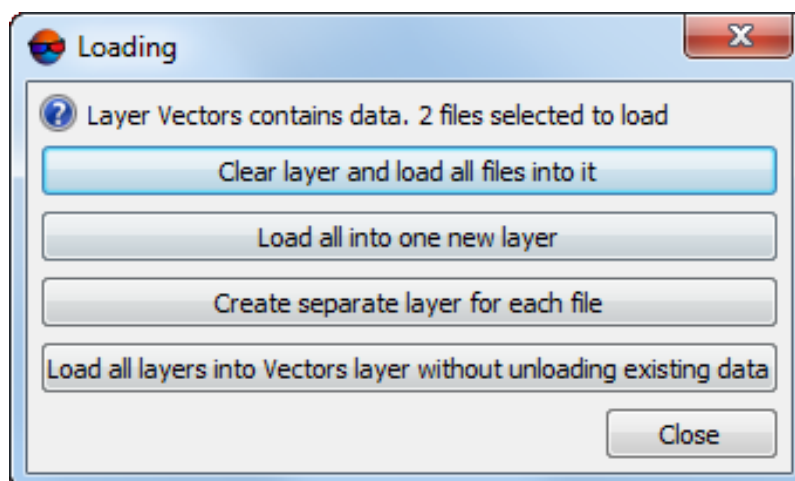 Loading
Layer Vectors contains data. 2 files selected to load
Clear layer and load all files into it
Load all into one new layer
Create separate layer for each file
Load all layers into Vectors layer without unloading existing data
Close